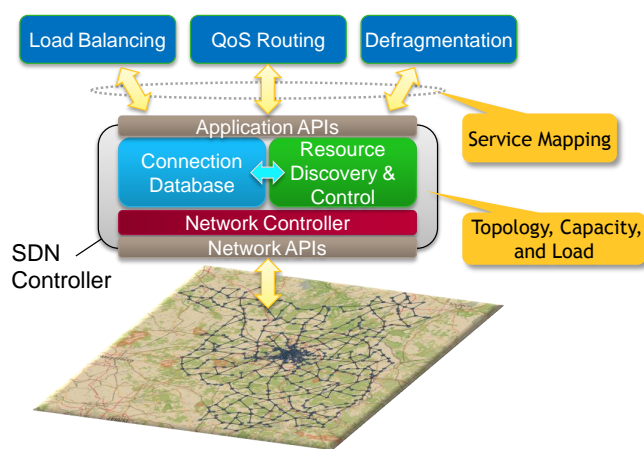 Load Balancing
QoS Routing
Defragmentation
Application APIs
Service Mapping
Connection
Database
Resource
Discovery &
Control
Network Controller
Network APIs
Topology, Capacity,
and Load
SDN
Controller